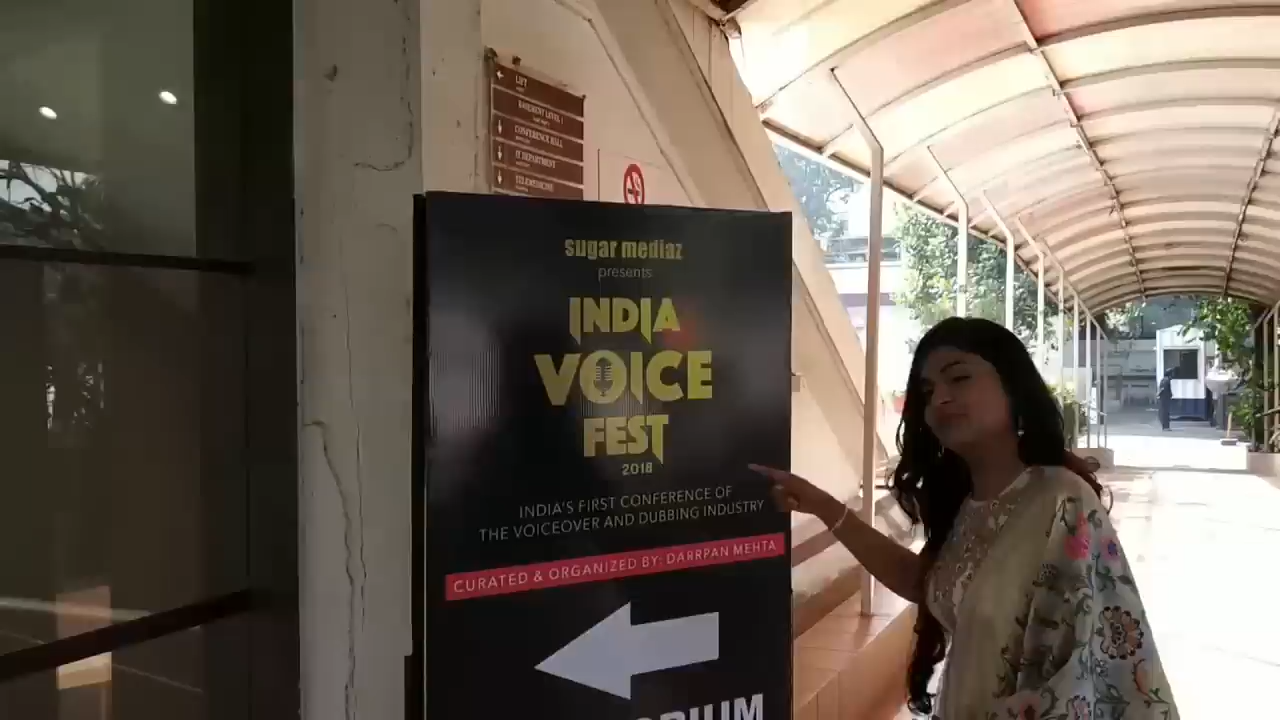 LIFT
BASEMENT LEVEL 1
CONFERENCE HALL
IT DEPARTMENT
TELEMEDICINE
sugar mediaz
presents
INDIA
VOICE
FEST
2018
INDIA'S FIRST CONFERENCE OF
THE VOICEOVER AND DUBBING INDUSTRY
CURATED & ORGANIZED BY: DARRPAN MEHTA